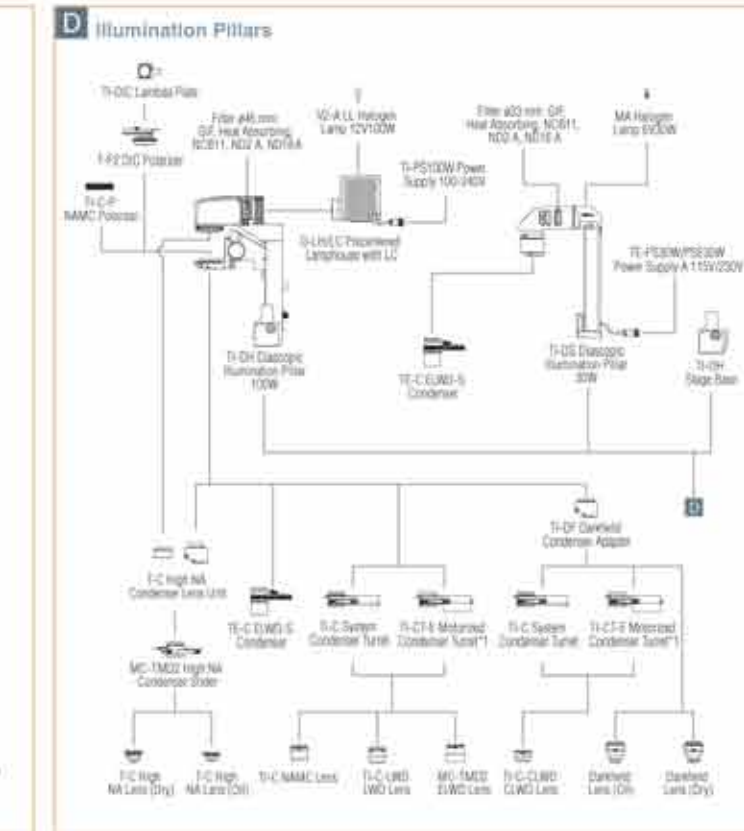 D Illumination Pillars
TI-DIC Lambda Plate
T-P2 DIC Polarizer
TI-C-P
NAMC Polarizer
Filter ø45 mm:
GIF, Heat Absorbing,
NCB11, ND2 A, ND16 A
V2-A LL Halogen
Lamp 12V100W
TI-PS100W Power
Supply 100-240V
Precentered
Lamphouse with LC
TI-DH Diascopic
Illumination Pillar
100W
Filter ø33 mm: GIF,
Heat Absorbing, NCB11,
ND2 A, ND16 A
MA Halogen
Lamp 6V30W
TE-PS30W/PSE30W
Power Supply A 115V/230V
TE-C ELWD-S
Condenser
TI-DS Diascopic
Illumination Pillar
30W
TI-DH
Stage Base
D
TI-DF Darkfield
Condenser Adapter
T-C High NA
Condenser Lens Unit
TE-C ELWD-S
Condenser
TI-C System
Condenser Turret
TI-CT-E Motorized
Condenser Turret*1
TI-C System
Condenser Turret
TI-CT-E Motorized
Condenser Turret*1
MC-TMD2 High NA
Condenser Slider
T-C High
NA Lens (Dry)
T-C High
NA Lens (Oil)
TI-C NAMC Lens
TI-C-LWD
LWD Lens
MC-TMD2
ELWD Lens
TI-C-CLWD
CLWD Lens
Darkfield
Lens (Oil)
Darkfield
Lens (Dry)